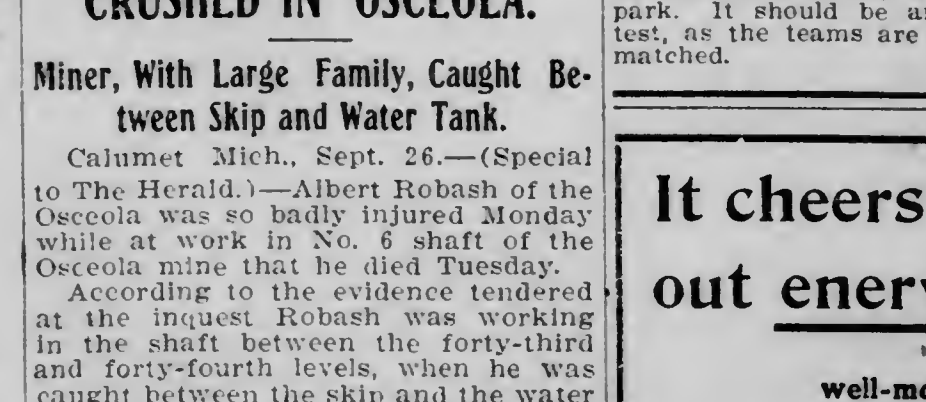 CRUSHED IN OSCEOLA.
Miner, With Large Family, Caught Be-
tween Skip and Water Tank.
Calumet Mich., Sept. 26.—(Special
to The Herald.)—Albert Robash of the
Osceola was so badly injured Monday
while at work in No. 6 shaft of the
Osceola mine that he died Tuesday.
According to the evidence tendered
at the inquest Robash was working
in the shaft between the forty-third
and forty-fourth levels, when he was
caught between the skip and the water
park. It should be
test, as the teams are
matched.
It cheers
out
well-